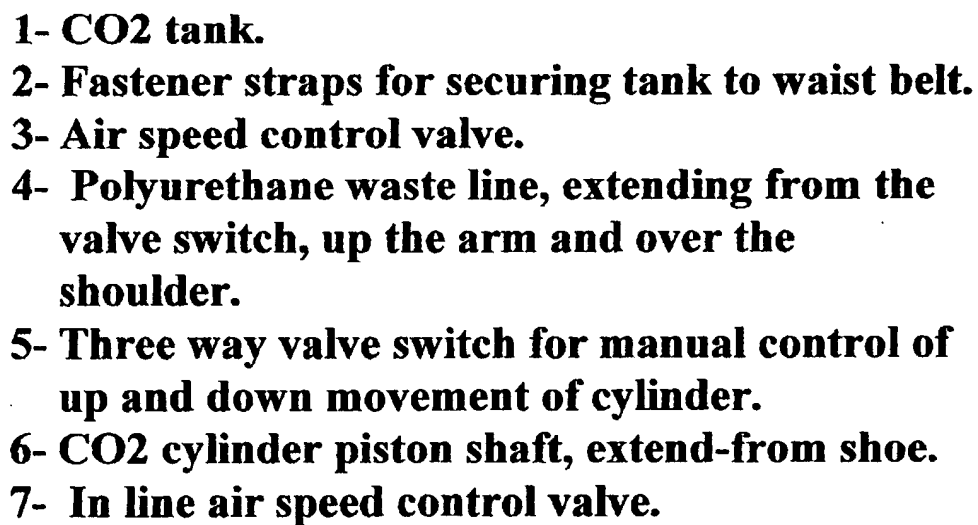 1- CO2 tank.
2- Fastener straps for securing tank to waist belt.
3- Air speed control valve.
4- Polyurethane waste line, extending from the
valve switch, up the arm and over the
shoulder.
5- Three way valve switch for manual control of
up and down movement of cylinder.
6- CO2 cylinder piston shaft, extend-from shoe.
7- In line air speed control valve.